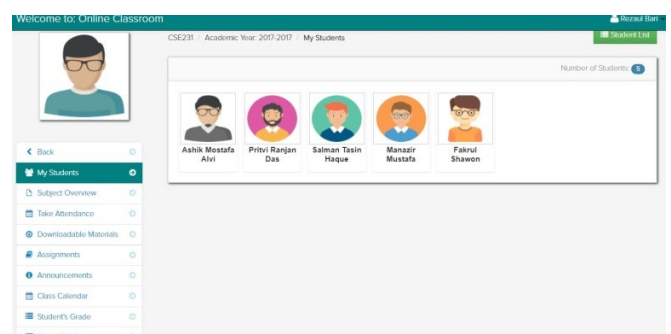 Welcome to: Online Classroom
Rezaul Bari
CSE231 / Academic Year: 2017-2017 / My Students
Student List
Number of Students: 5
Ashik Mostafa
Alvi
Pritvi Ranjan
Das
Salman Tasin
Haque
Manazir
Mustafa
Fakrul
Shawon
Back
My Students
Subject Overview
Take Attendance
Downloadable Materials
Assignments
Announcements
Class Calendar
Student's Grade